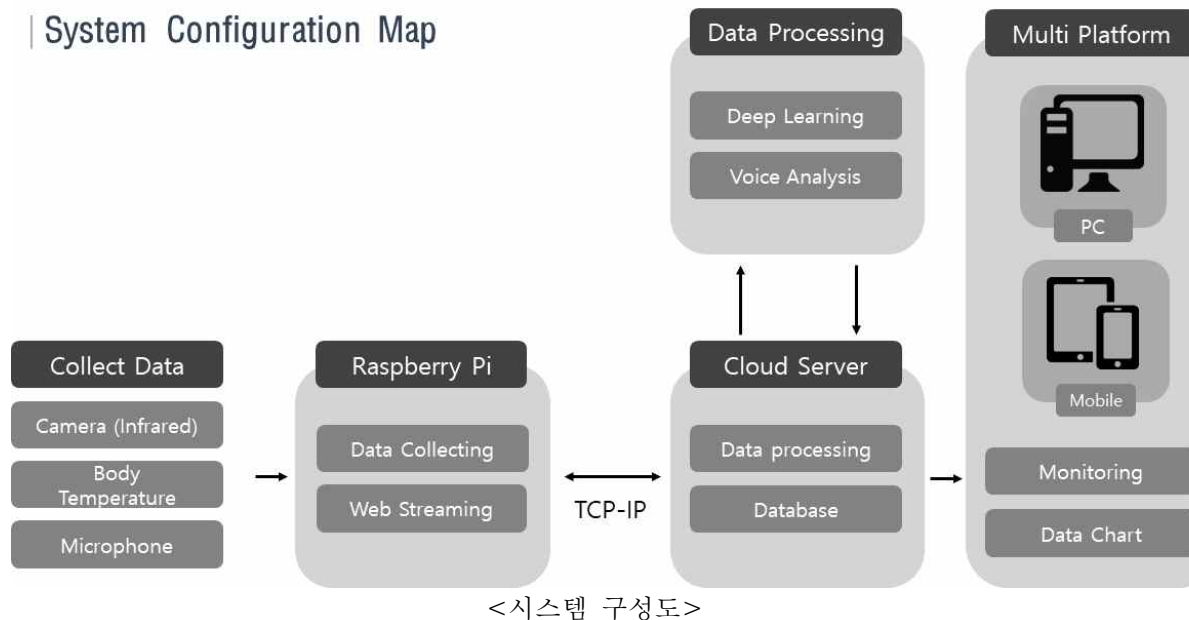 System Configuration Map
Data Processing
Deep Learning
Voice Analysis
Multi Platform
PC
Mobile
Monitoring
Data Chart
Collect Data
Camera (Infrared)
Body
Temperature
Microphone
Raspberry Pi
Data Collecting
Web Streaming
TCP-IP
Cloud Server
Data processing
Database
<시스템 구성도>